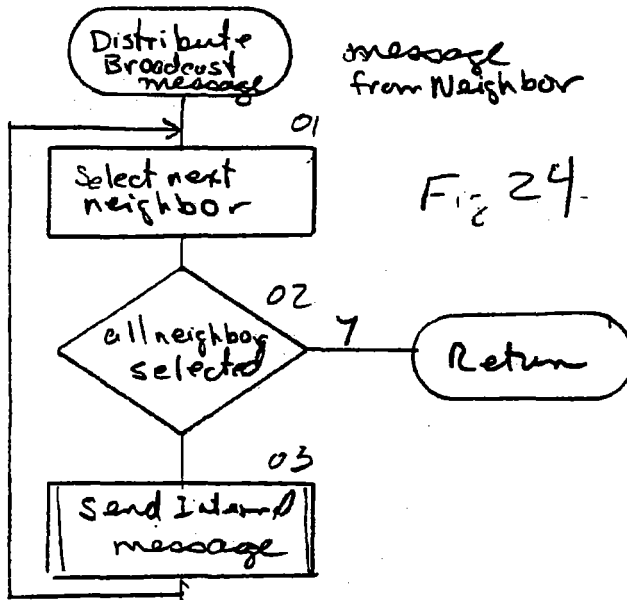 Distribute
Broadcast
message
message
from Neighbor
01
Select next
neighbor
Fig 24.
02
all neighbor
selected
Y
Return
03
Send Internal
message